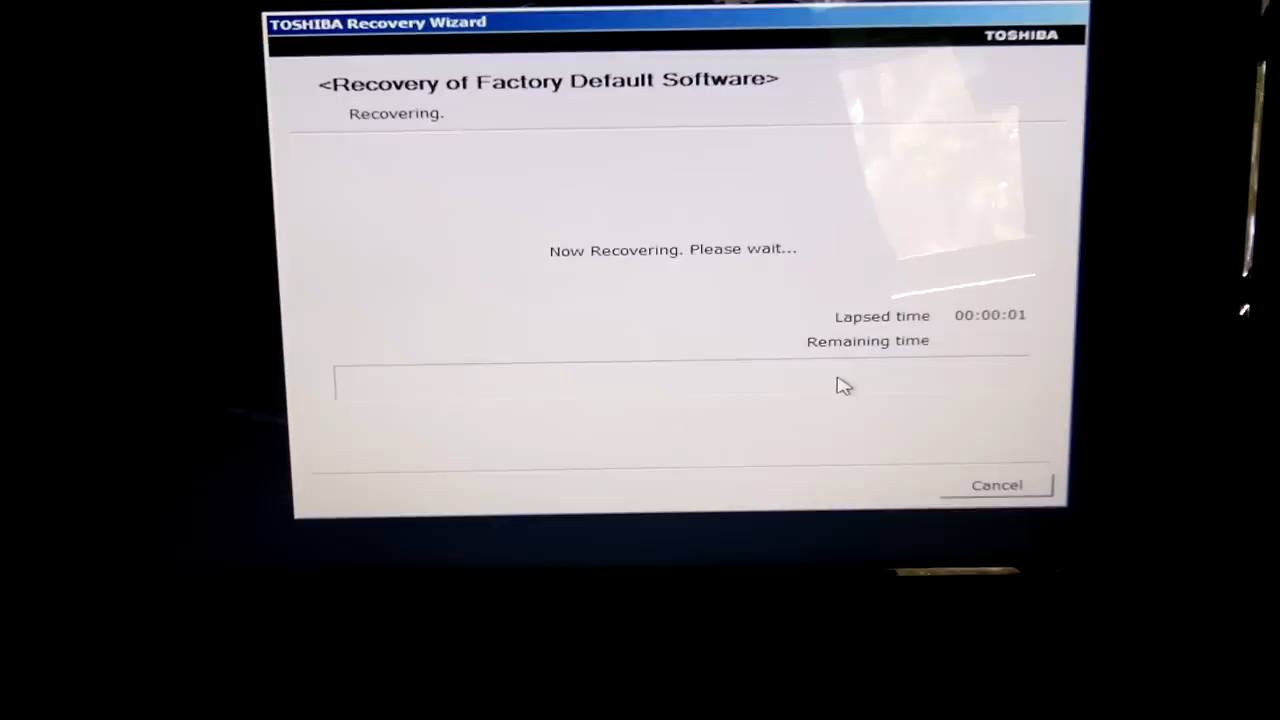 TOSHIBA Recovery Wizard
TOSHIBA
<Recovery of Factory Default Software>
Recovering.
Now Recovering. Please wait...
Lapsed time 00:00:01
Remaining time
Cancel